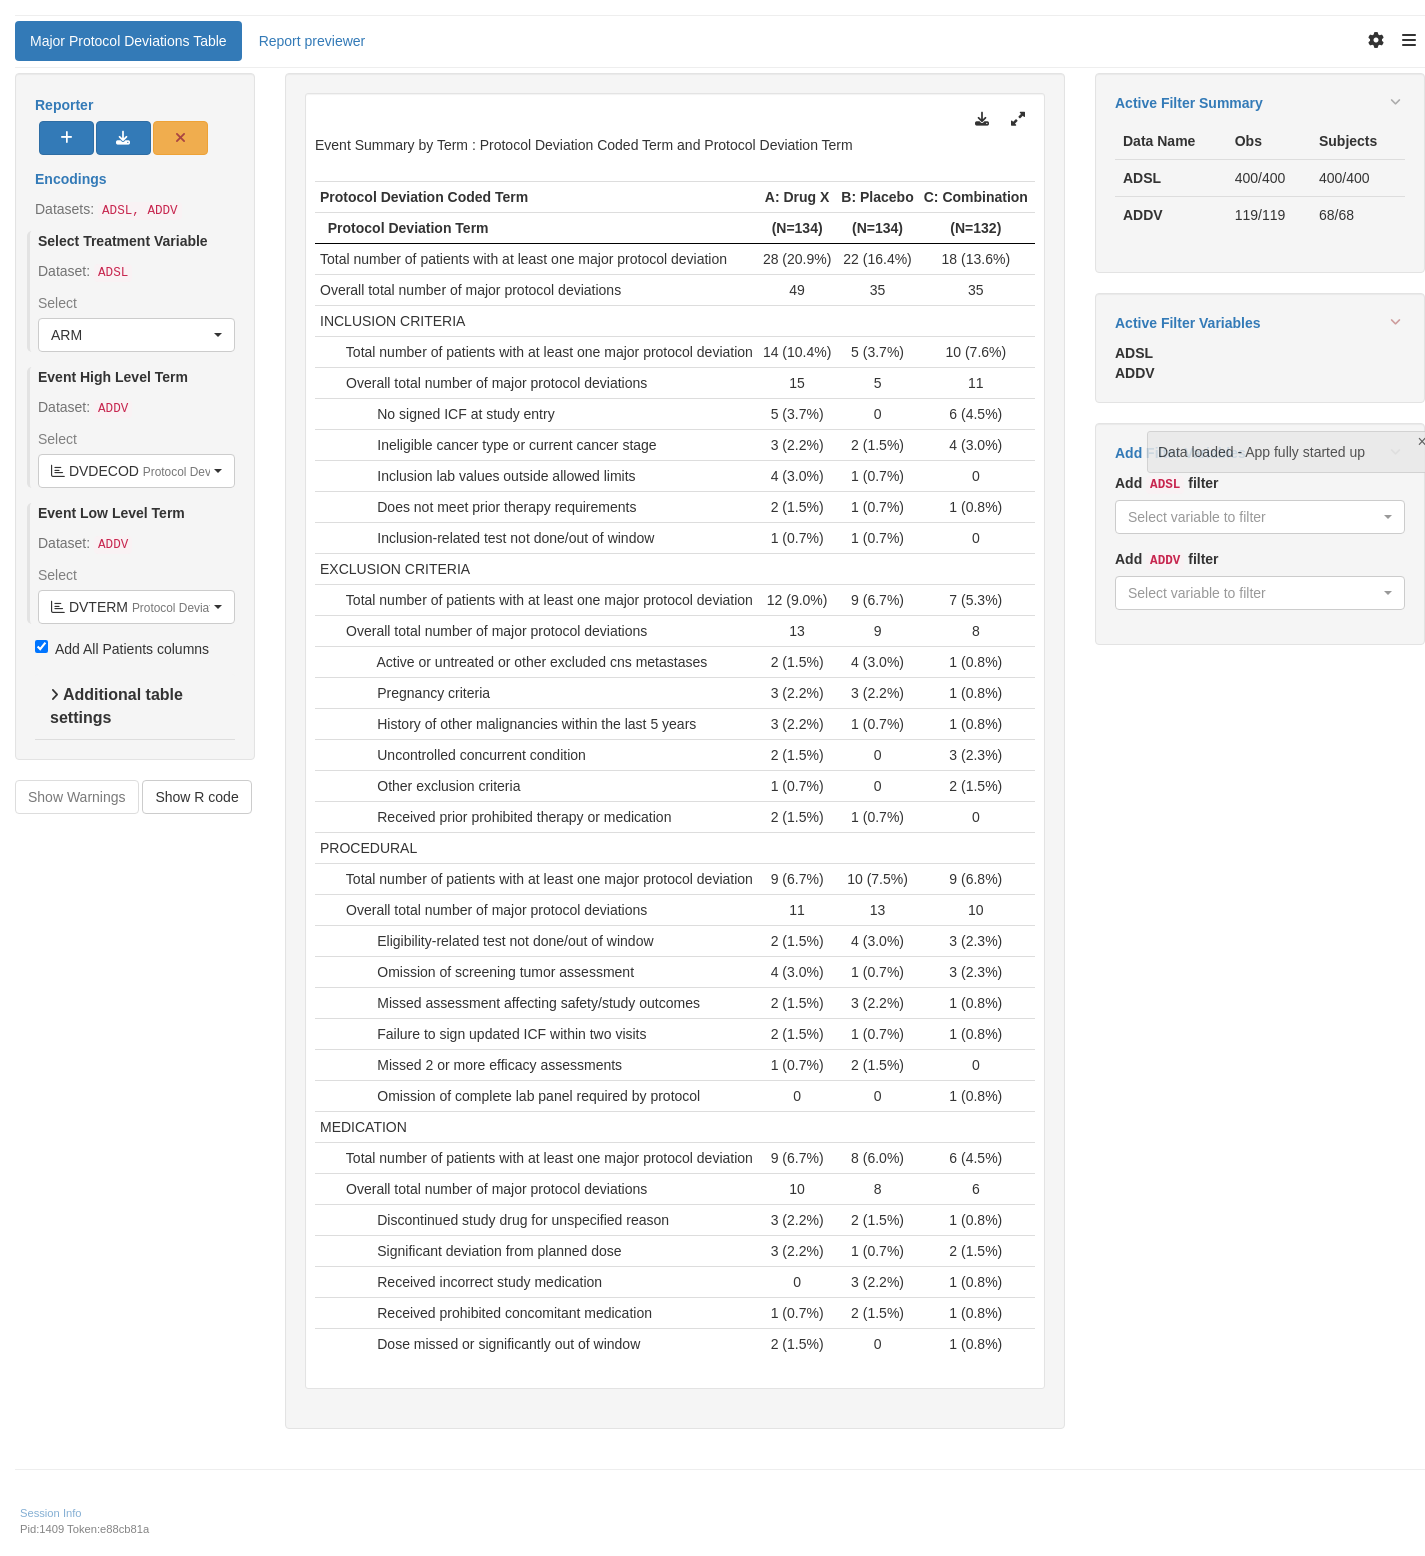 Major Protocol Deviations Table Report previewer
Reporter
Encodings
Datasets: ADSL, ADDV
Select Treatment Variable
Dataset: ADSL
Select
ARM
Event High Level Term
Dataset: ADDV
Select
DVDECOD Protocol Dev
Event Low Level Term
Dataset: ADDV
Select
DVTERM Protocol Devia
Add All Patients columns
Additional table
settings
Show Warnings Show R code
Event Summary by Term : Protocol Deviation Coded Term and Protocol Deviation Term
Protocol Deviation Coded Term A: Drug X B: Placebo C: Combination
Protocol Deviation Term (N=134) (N=134) (N=132)
Total number of patients with at least one major protocol deviation 28 (20.9%) 22 (16.4%) 18 (13.6%)
Overall total number of major protocol deviations 49 35 35
INCLUSION CRITERIA
Total number of patients with at least one major protocol deviation 14 (10.4%) 5 (3.7%) 10 (7.6%)
Overall total number of major protocol deviations 15 5 11
No signed ICF at study entry 5 (3.7%) 0 6 (4.5%)
Ineligible cancer type or current cancer stage 3 (2.2%) 2 (1.5%) 4 (3.0%)
Inclusion lab values outside allowed limits 4 (3.0%) 1 (0.7%) 0
Does not meet prior therapy requirements 2 (1.5%) 1 (0.7%) 1 (0.8%)
Inclusion-related test not done/out of window 1 (0.7%) 1 (0.7%) 0
EXCLUSION CRITERIA
Total number of patients with at least one major protocol deviation 12 (9.0%) 9 (6.7%) 7 (5.3%)
Overall total number of major protocol deviations 13 9 8
Active or untreated or other excluded cns metastases 2 (1.5%) 4 (3.0%) 1 (0.8%)
Pregnancy criteria 3 (2.2%) 3 (2.2%) 1 (0.8%)
History of other malignancies within the last 5 years 3 (2.2%) 1 (0.7%) 1 (0.8%)
Uncontrolled concurrent condition 2 (1.5%) 0 3 (2.3%)
Other exclusion criteria 1 (0.7%) 0 2 (1.5%)
Received prior prohibited therapy or medication 2 (1.5%) 1 (0.7%) 0
PROCEDURAL
Total number of patients with at least one major protocol deviation 9 (6.7%) 10 (7.5%) 9 (6.8%)
Overall total number of major protocol deviations 11 13 10
Eligibility-related test not done/out of window 2 (1.5%) 4 (3.0%) 3 (2.3%)
Omission of screening tumor assessment 4 (3.0%) 1 (0.7%) 3 (2.3%)
Missed assessment affecting safety/study outcomes 2 (1.5%) 3 (2.2%) 1 (0.8%)
Failure to sign updated ICF within two visits 2 (1.5%) 1 (0.7%) 1 (0.8%)
Missed 2 or more efficacy assessments 1 (0.7%) 2 (1.5%) 0
Omission of complete lab panel required by protocol 0 0 1 (0.8%)
MEDICATION
Total number of patients with at least one major protocol deviation 9 (6.7%) 8 (6.0%) 6 (4.5%)
Overall total number of major protocol deviations 10 8 6
Discontinued study drug for unspecified reason 3 (2.2%) 2 (1.5%) 1 (0.8%)
Significant deviation from planned dose 3 (2.2%) 1 (0.7%) 2 (1.5%)
Received incorrect study medication 0 3 (2.2%) 1 (0.8%)
Received prohibited concomitant medication 1 (0.7%) 2 (1.5%) 1 (0.8%)
Dose missed or significantly out of window 2 (1.5%) 0 1 (0.8%)
Active Filter Summary
Data Name Obs Subjects
ADSL 400/400 400/400
ADDV 119/119 68/68
Active Filter Variables
ADSL
ADDV
Add
Data loaded - App fully started up ×
Add ADSL filter
Select variable to filter
Add ADDV filter
Select variable to filter
Session Info
Pid:1409 Token:e88cb81a